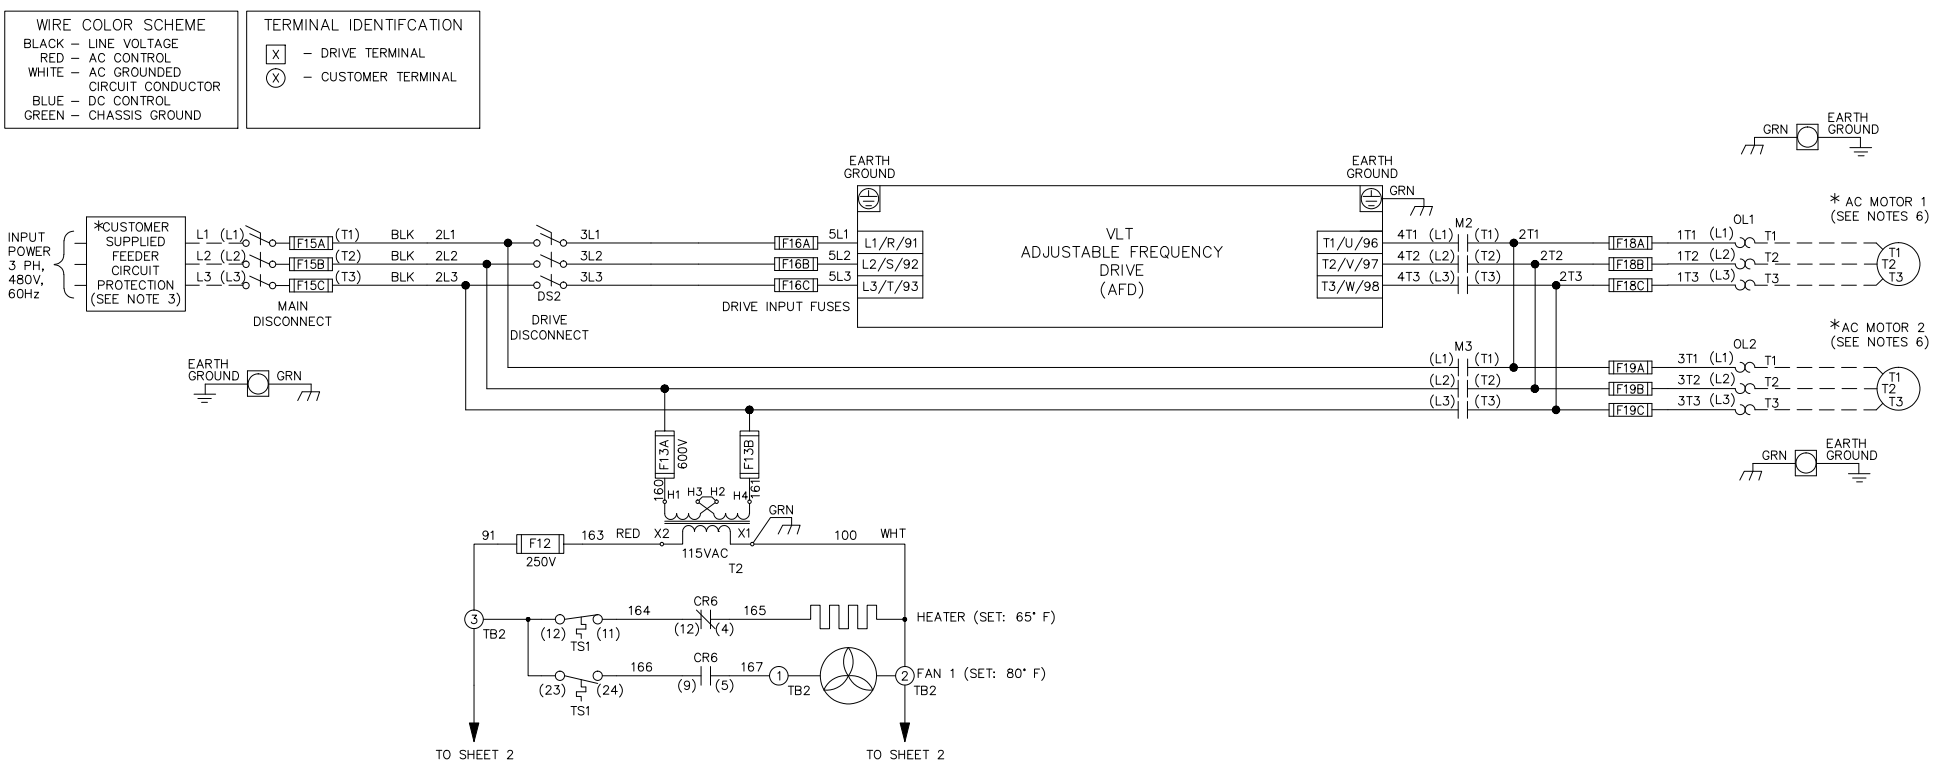 WIRE COLOR SCHEME
BLACK – LINE VOLTAGE
RED – AC CONTROL
WHITE – AC GROUNDED
CIRCUIT CONDUCTOR
BLUE – DC CONTROL
GREEN – CHASSIS GROUND
TERMINAL IDENTIFCATION
X – DRIVE TERMINAL
X – CUSTOMER TERMINAL
GRN
EARTH
GROUND
EARTH
GROUND
EARTH
GROUND
GRN
INPUT
POWER
3 PH,
480V,
60Hz
*CUSTOMER
SUPPLIED
FEEDER
CIRCUIT
PROTECTION
(SEE NOTE 3)
L1 (L1) F15A (T1) BLK 2L1 3L1 F16A 5L1 L1/R/91
L2 (L2) F15B (T2) BLK 2L2 3L2 F16B 5L2 L2/S/92
L3 (L3) F15C (T3) BLK 2L3 3L3 F16C 5L3 L3/T/93
MAIN
DISCONNECT
DS2
DRIVE
DISCONNECT
DRIVE INPUT FUSES
VLT
ADJUSTABLE FREQUENCY
DRIVE
(AFD)
M2
OL1
* AC MOTOR 1
(SEE NOTES 6)
T1/U/96 4T1 (L1) (T1) 2T1 F18A 1T1 (L1) T1 T1
T2/V/97 4T2 (L2) (T2) 2T2 F18B 1T2 (L2) T2 T2
T3/W/98 4T3 (L3) (T3) 2T3 F18C 1T3 (L3) T3 T3
EARTH
GROUND
GRN
M3
OL2
* AC MOTOR 2
(SEE NOTES 6)
(L1) (T1) F19A 3T1 (L1) T1 T1
(L2) (T2) F19B 3T2 (L2) T2 T2
(L3) (T3) F19C 3T3 (L3) T3 T3
GRN
EARTH
GROUND
F13A
600V
F13B
160
161
H1 H3 H2 H4
GRN
91 F12 163 RED X2 X1 100 WHT
250V
115VAC
T2
3
TB2
(12) (11)
TS1
164
CR6
(12) (4)
165
HEATER (SET: 65° F)
(23) (24)
TS1
166
CR6
(9) (5)
167
1
TB2
2
TB2
FAN 1 (SET: 80° F)
TO SHEET 2
TO SHEET 2